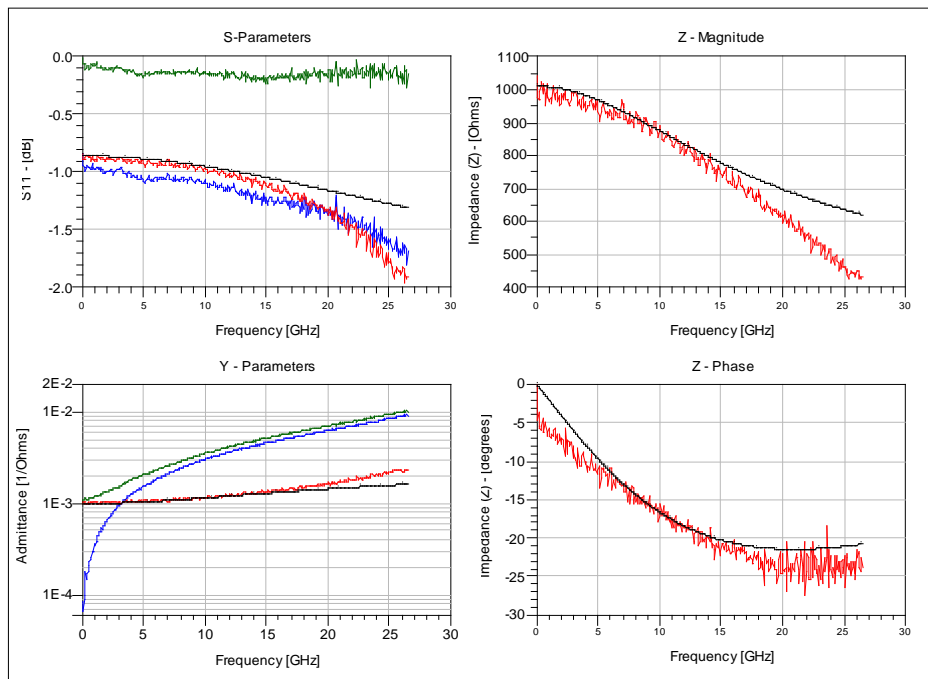 S-Parameters
0.0
-0.5
-1.0
-1.5
-2.0
S11 - [dB]
0 5 10 15 20 25 30
Frequency [GHz]
Z - Magnitude
1100
1000
900
800
700
600
500
400
Impedance (Z) - [Ohms]
0 5 10 15 20 25 30
Frequency [GHz]
Y - Parameters
2E-2
1E-2
1E-3
1E-4
Admittance [1/Ohms]
0 5 10 15 20 25 30
Frequency [GHz]
Z - Phase
0
-5
-10
-15
-20
-25
-30
Impedance (Z) - (degrees)
0 5 10 15 20 25 30
Frequency [GHz]